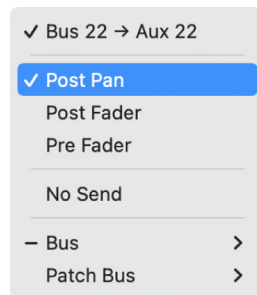 ✓ Bus 22 → Aux 22
✓ Post Pan
Post Fader
Pre Fader
No Send
– Bus >
Patch Bus >